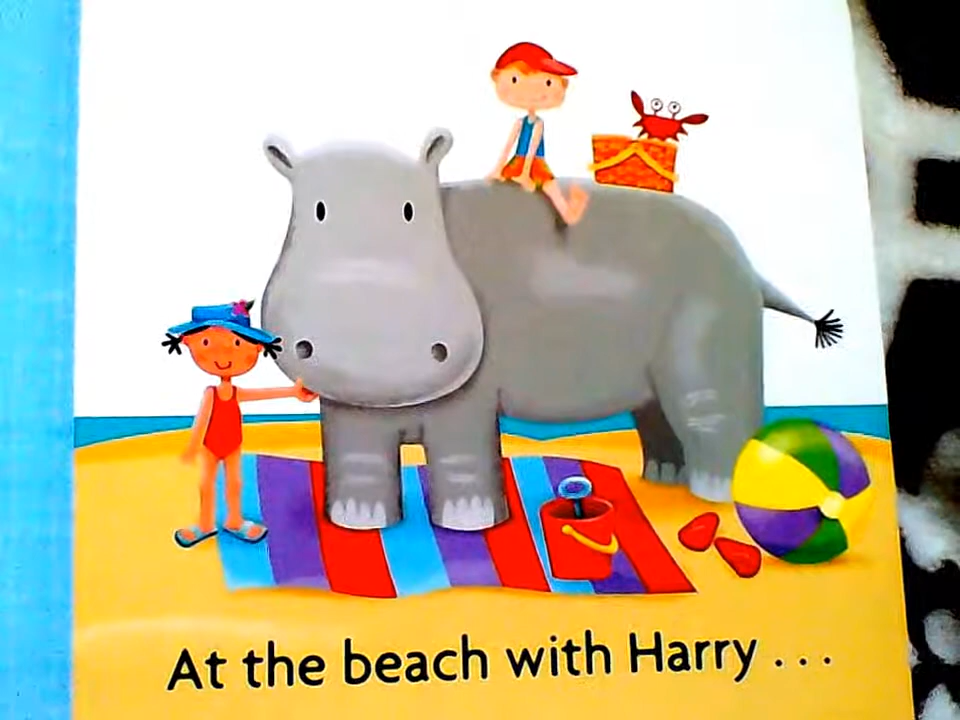 At the beach with Harry . . .